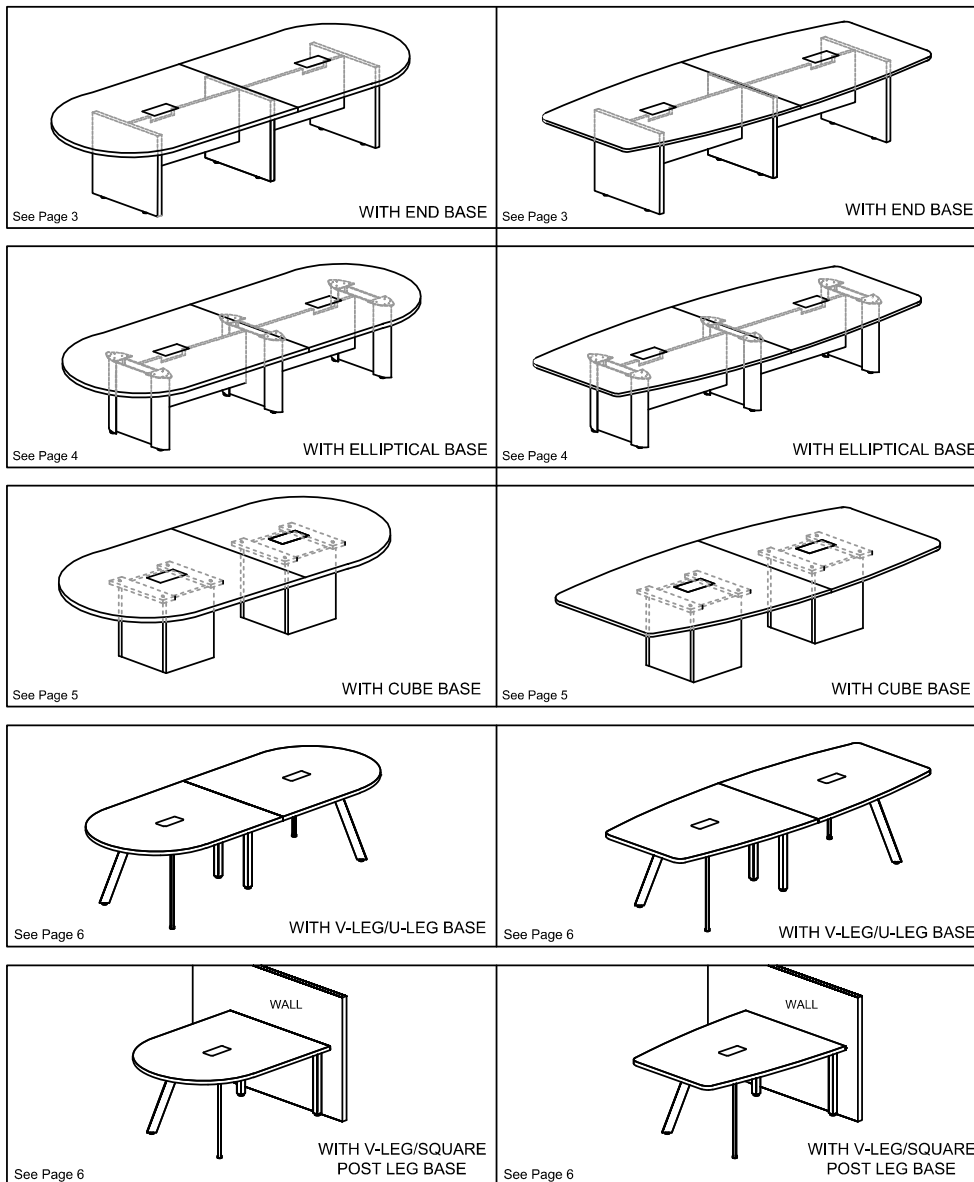 See Page 3
WITH END BASE
See Page 3
WITH END BASE
See Page 4
WITH ELLIPTICAL BASE
See Page 4
WITH ELLIPTICAL BASE
See Page 5
WITH CUBE BASE
See Page 5
WITH CUBE BASE
See Page 6
WITH V-LEG/U-LEG BASE
See Page 6
WITH V-LEG/U-LEG BASE
WALL
See Page 6
WITH V-LEG/SQUARE
POST LEG BASE
WALL
See Page 6
WITH V-LEG/SQUARE
POST LEG BASE